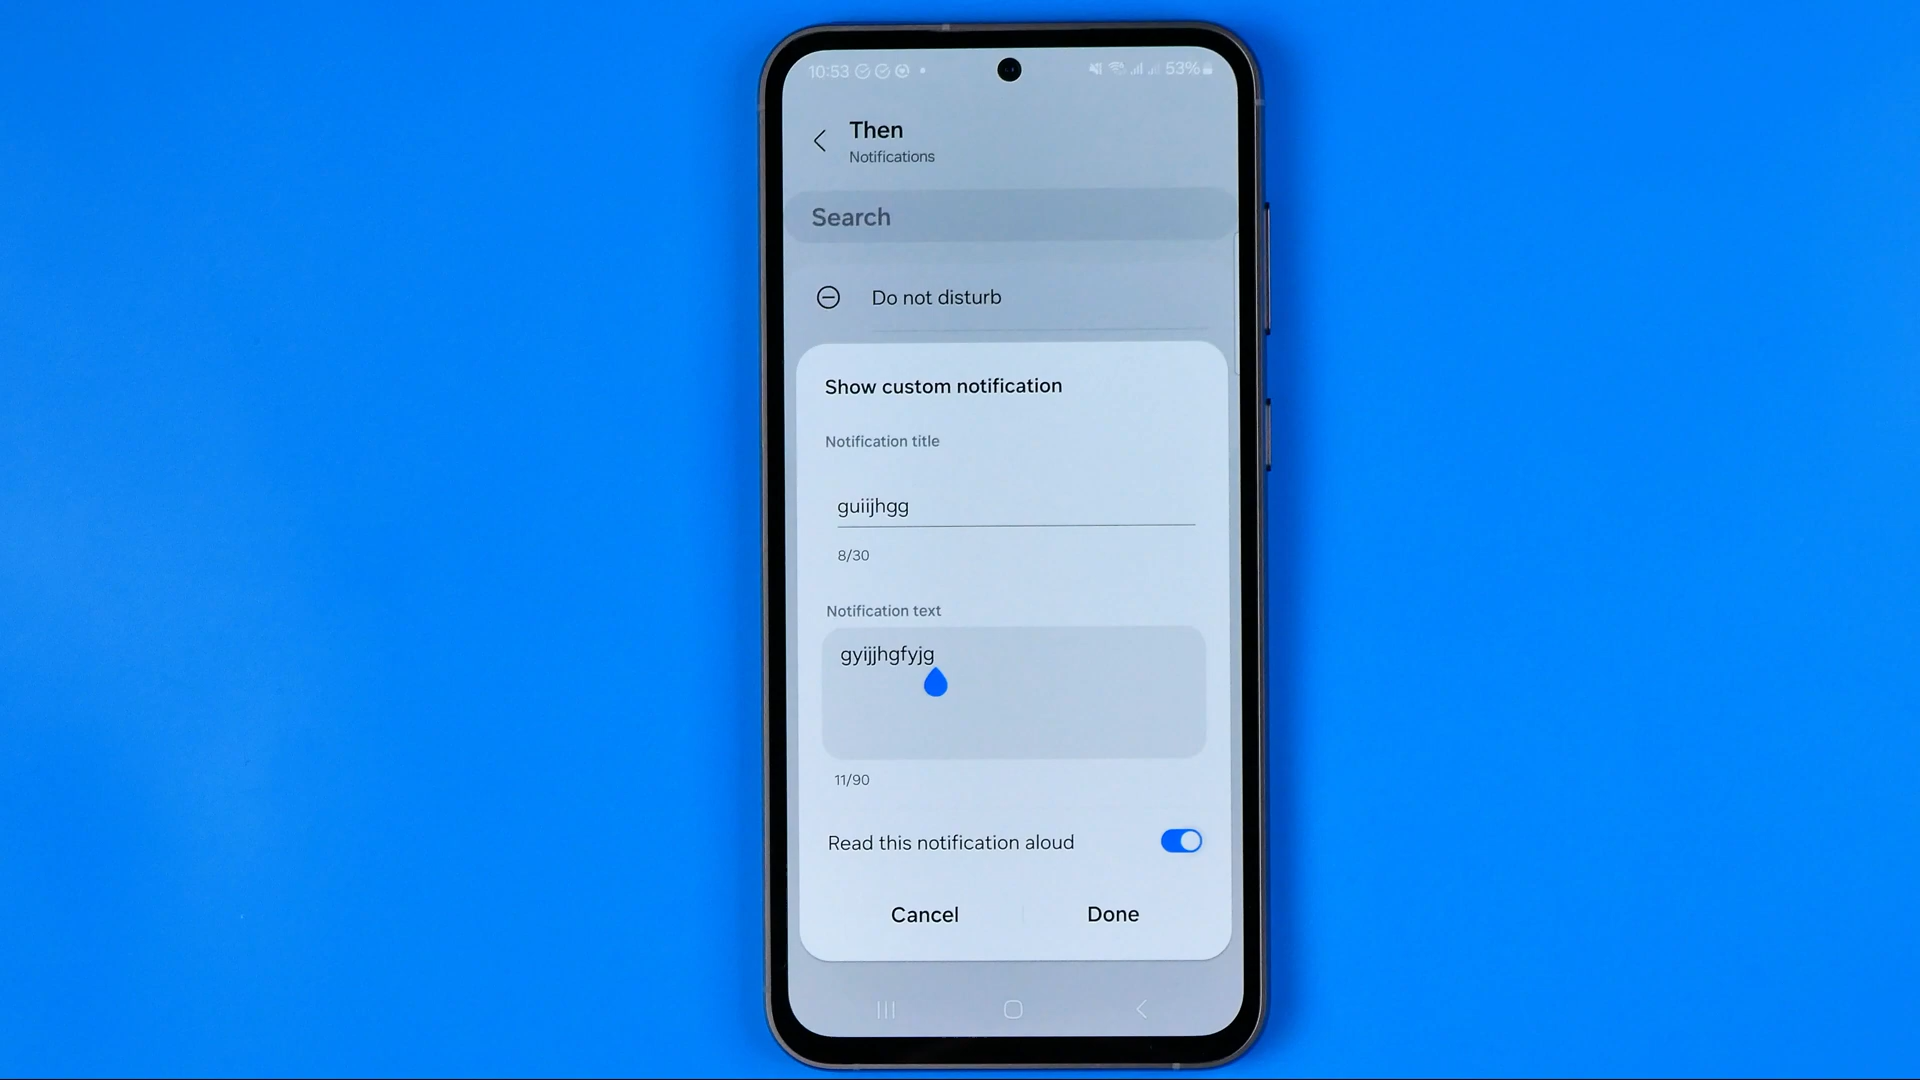 10:53 53%
Then
Notifications
Search
Do not disturb
Show custom notification
Notification title
guiijhgg
8/30
Notification text
gyijjhgfyjg
11/90
Read this notification aloud
Cancel Done